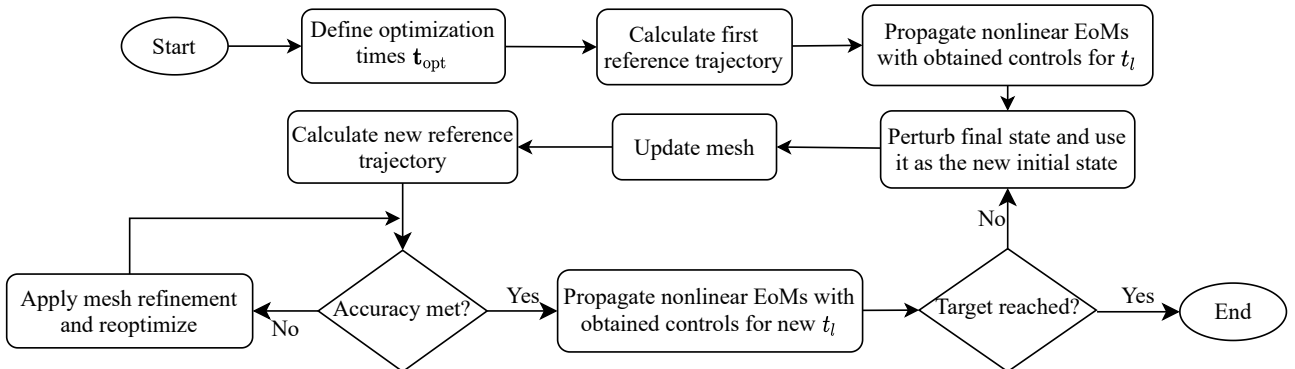 Start
Define optimization
times t_opt
Calculate first
reference trajectory
Propagate nonlinear EoMs
with obtained controls for t_l
Perturb final state and use
it as the new initial state
Update mesh
Calculate new reference
trajectory
Accuracy met?
No
Apply mesh refinement
and reoptimize
Yes
Propagate nonlinear EoMs with
obtained controls for new t_l
Target reached?
No
Yes
End